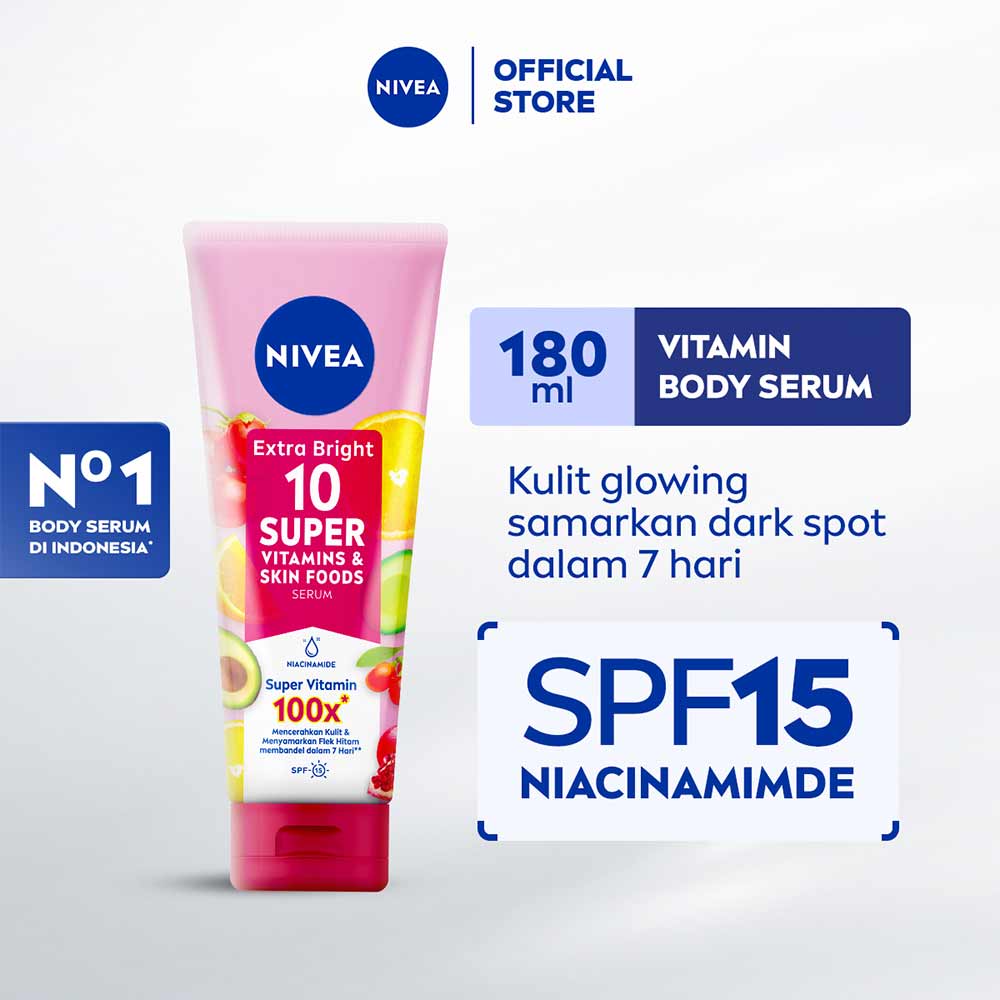 NIVEA
OFFICIAL
STORE
NIVEA
Extra Bright
10
SUPER
VITAMINS &
SKIN FOODS
SERUM
NIACINAMIDE
Super Vitamin
100x*
Mencerahkan Kulit &
Menyamarkan Flek Hitam
membandel dalam 7 Hari**
SPF-15
Nº1
BODY SERUM
DI INDONESIA*
180
ml
VITAMIN
BODY SERUM
Kulit glowing
samarkan dark spot
dalam 7 hari
SPF15
NIACINAMIMDE